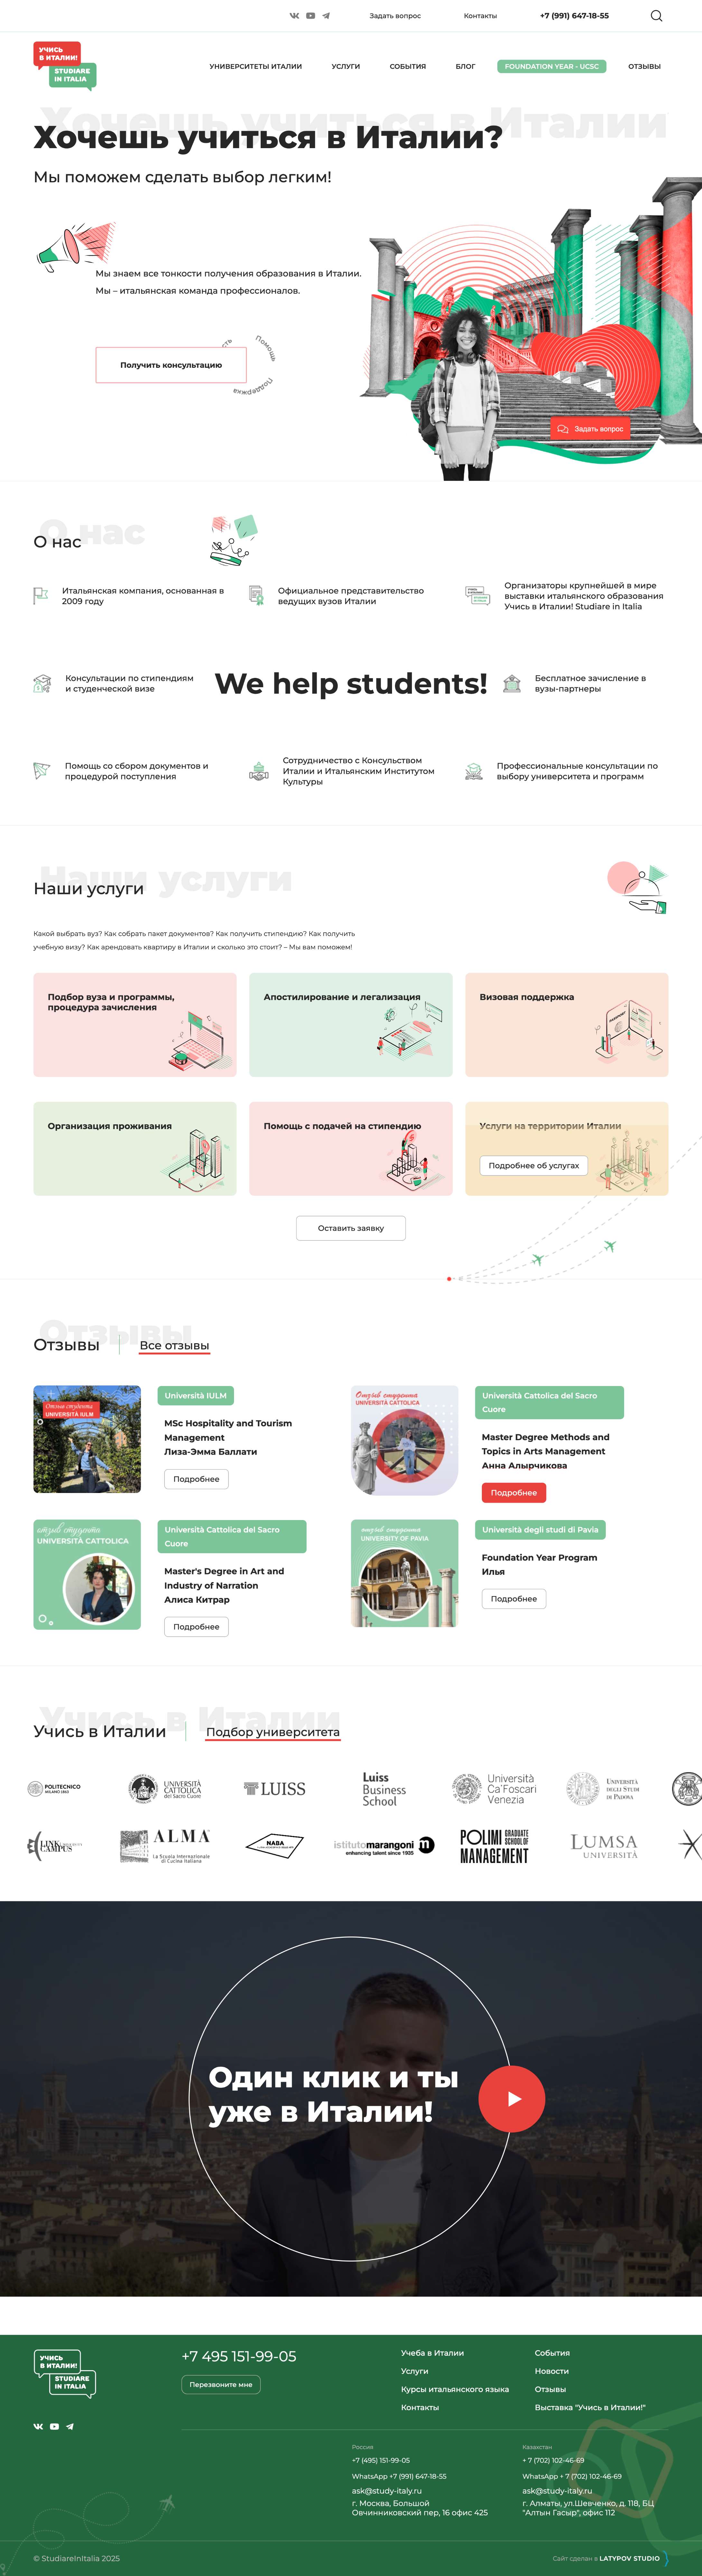 Задать вопрос
Контакты
+7 (991) 647-18-55
УЧИСЬ
В ИТАЛИИ!
STUDIARE
IN ITALIA
УНИВЕРСИТЕТЫ ИТАЛИИ
УСЛУГИ
СОБЫТИЯ
БЛОГ
FOUNDATION YEAR - UCSC
ОТЗЫВЫ
Хочешь учиться в Италии
Хочешь учиться в Италии?
Мы поможем сделать выбор легким!
Мы знаем все тонкости получения образования в Италии.
Мы – итальянская команда профессионалов.
Получить консультацию
Помощь
Поддержка
Задать вопрос
О нас
О нас
Итальянская компания, основанная в
2009 году
Официальное представительство
ведущих вузов Италии
Организаторы крупнейшей в мире
выставки итальянского образования
Учись в Италии! Studiare in Italia
Консультации по стипендиям
и студенческой визе
We help students!
Бесплатное зачисление в
вузы-партнеры
Помощь со сбором документов и
процедурой поступления
Сотрудничество с Консульством
Италии и Итальянским Институтом
Культуры
Профессиональные консультации по
выбору университета и программ
Наши услуги
Наши услуги
Какой выбрать вуз? Как собрать пакет документов? Как получить стипендию? Как получить
учебную визу? Как арендовать квартиру в Италии и сколько это стоит? – Мы вам поможем!
Подбор вуза и программы,
процедура зачисления
Апостилирование и легализация
Визовая поддержка
Организация проживания
Помощь с подачей на стипендию
Услуги на территории Италии
Подробнее об услугах
Оставить заявку
Отзывы
Отзывы
Все отзывы
Отзыв студента
UNIVERSITÀ IULM
Università IULM
MSc Hospitality and Tourism
Management
Лиза-Эмма Баллати
Подробнее
Отзыв студента
UNIVERSITÀ CATTOLICA
Università Cattolica del Sacro
Cuore
Master Degree Methods and
Topics in Arts Management
Анна Алырчикова
Подробнее
отзыв студента
UNIVERSITÀ CATTOLICA
Università Cattolica del Sacro
Cuore
Master's Degree in Art and
Industry of Narration
Алиса Китрар
Подробнее
отзыв студента
UNIVERSITY OF PAVIA
Università degli studi di Pavia
Foundation Year Program
Илья
Подробнее
Учись в Италии
Учись в Италии
Подбор университета
POLITECNICO
MILANO 1863
UNIVERSITÀ
CATTOLICA
del Sacro Cuore
LUISS
Luiss
Business
School
Università
Ca'Foscari
Venezia
UNIVERSITÀ
DEGLI STUDI
DI PADOVA
LINK
CAMPUS
ALMA
La Scuola Internazionale
di Cucina Italiana
NABA
istitutomarangoni m
enhancing talent since 1935
POLIMI GRADUATE
SCHOOL OF
MANAGEMENT
LUMSA
UNIVERSITÀ
Один клик и ты
уже в Италии!
УЧИСЬ
В ИТАЛИИ!
STUDIARE
IN ITALIA
+7 495 151-99-05
Перезвоните мне
Учеба в Италии
Услуги
Курсы итальянского языка
Контакты
События
Новости
Отзывы
Выставка "Учись в Италии!"
Россия
+7 (495) 151-99-05
WhatsApp +7 (991) 647-18-55
ask@study-italy.ru
г. Москва, Большой
Овчинниковский пер, 16 офис 425
Казахстан
+ 7 (702) 102-46-69
WhatsApp + 7 (702) 102-46-69
ask@study-italy.ru
г. Алматы, ул.Шевченко, д. 118, БЦ
"Алтын Гасыр", офис 112
© StudiareInItalia 2025
Сайт сделан в LATYPOV STUDIO